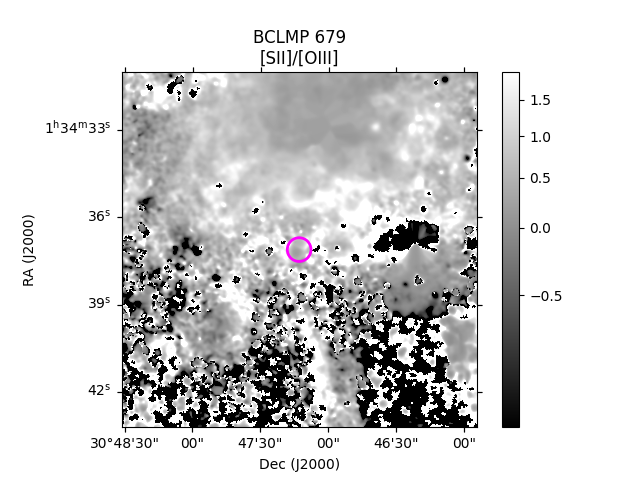 BCLMP 679
[SII]/[OIII]
1ʰ34ᵐ33ˢ
36ˢ
39ˢ
42ˢ
RA (J2000)
30°48'30" 00" 47'30" 00" 46'30" 00"
Dec (J2000)
1.5
1.0
0.5
0.0
−0.5